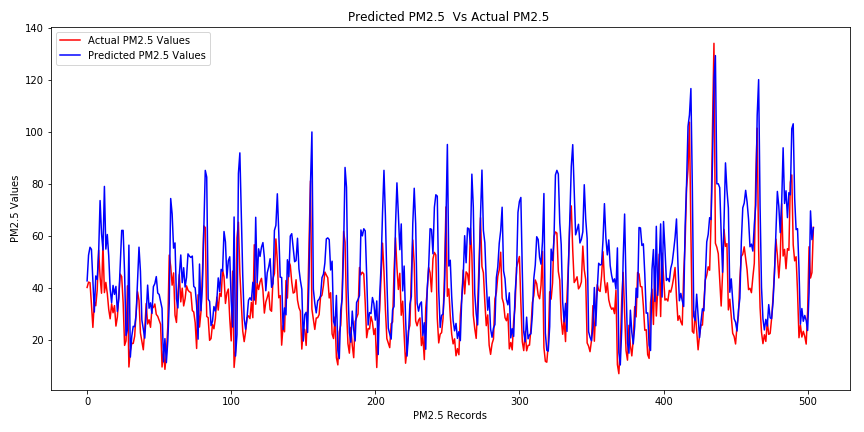 Predicted PM2.5  Vs Actual PM2.5
Actual PM2.5 Values
Predicted PM2.5 Values
PM2.5 Values
140
120
100
80
60
40
20
0
100
200
300
400
500
PM2.5 Records